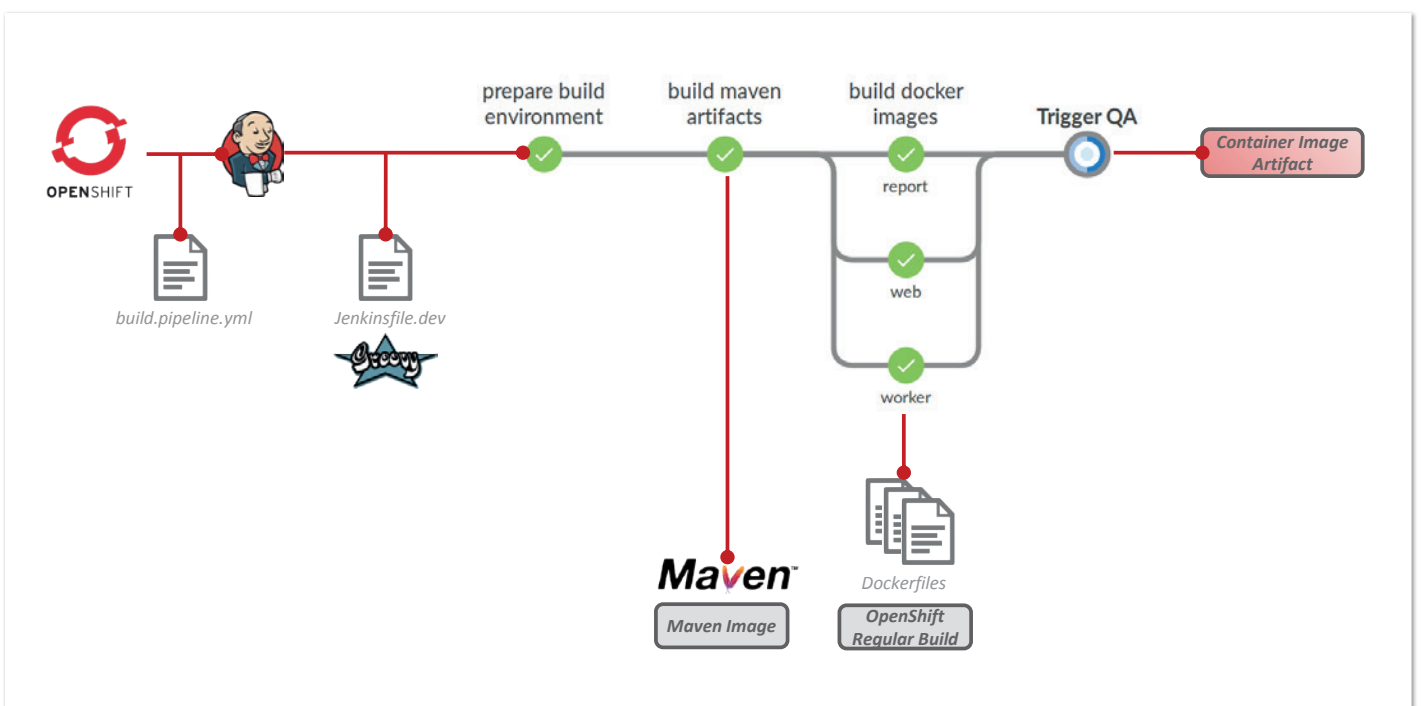 prepare build
environment
build maven
artifacts
build docker
images
Trigger QA
OPENSHIFT
Container Image
Artifact
report
web
worker
build.pipeline.yml
Jenkinsfile.dev
Groovy
Maven™
Maven Image
Dockerfiles
OpenShift
Regular Build